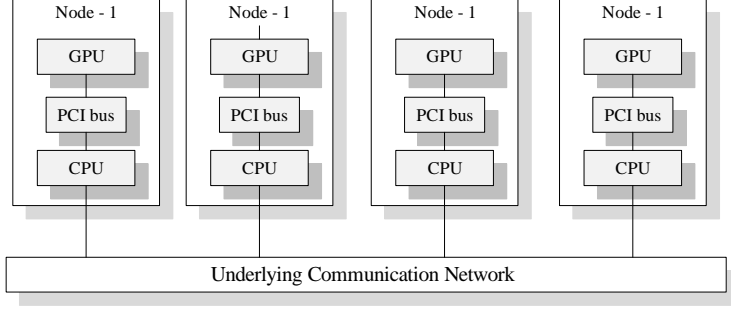 Node - 1
GPU
PCI bus
CPU
Node - 1
GPU
PCI bus
CPU
Node - 1
GPU
PCI bus
CPU
Node - 1
GPU
PCI bus
CPU
Underlying Communication Network